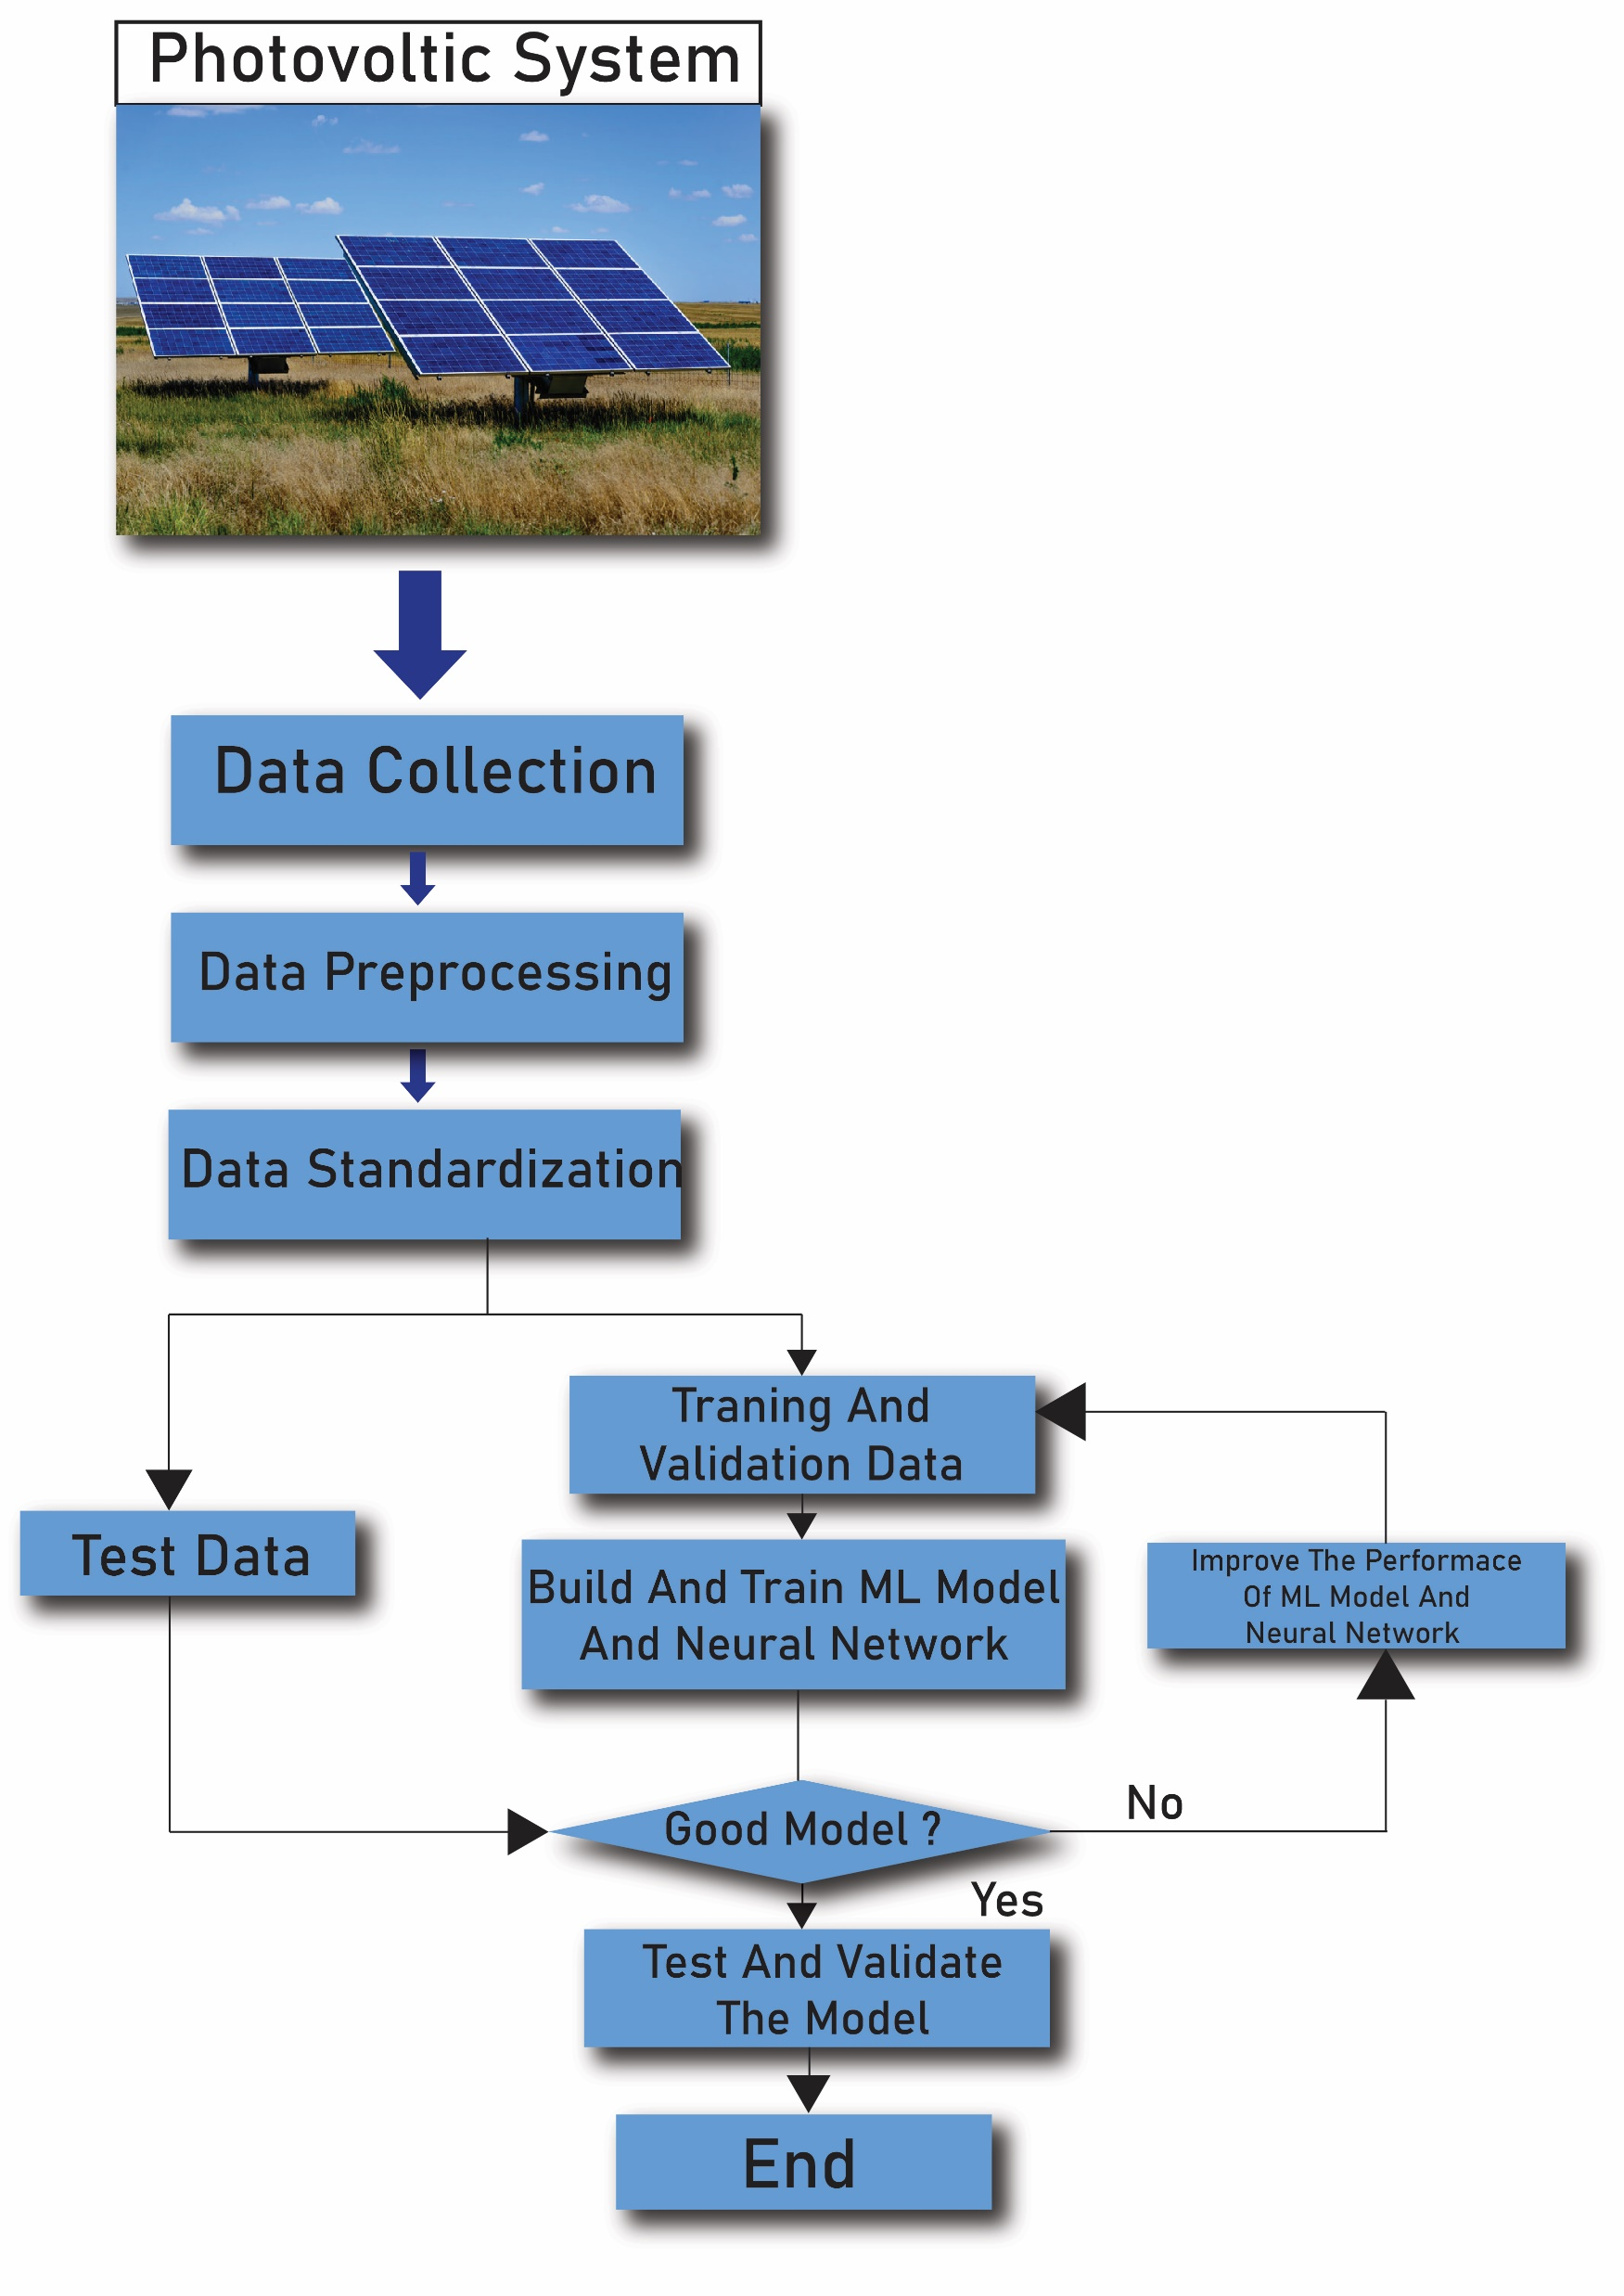 Photovoltic System
Data Collection
Data Preprocessing
Data Standardization
Traning And
Validation Data
Test Data
Build And Train ML Model
And Neural Network
Improve The Performace
Of ML Model And
Neural Network
Good Model ?
No
Yes
Test And Validate
The Model
End